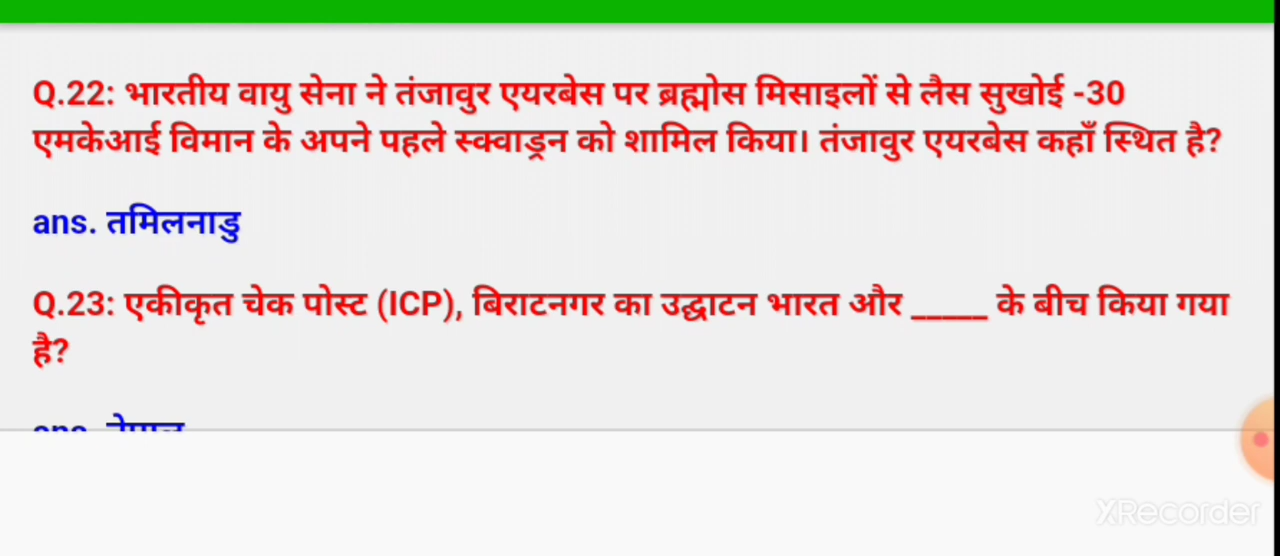 Q.22: भारतीय वायु सेना ने तंजावुर एयरबेस पर ब्रह्मोस मिसाइलों से लैस सुखोई -30
एमकेआई विमान के अपने पहले स्क्वाड्रन को शामिल किया। तंजावुर एयरबेस कहाँ स्थित है?
ans. तमिलनाडु
Q.23: एकीकृत चेक पोस्ट (ICP), बिराटनगर का उद्घाटन भारत और _____ के बीच किया गया
है?
XRecorder